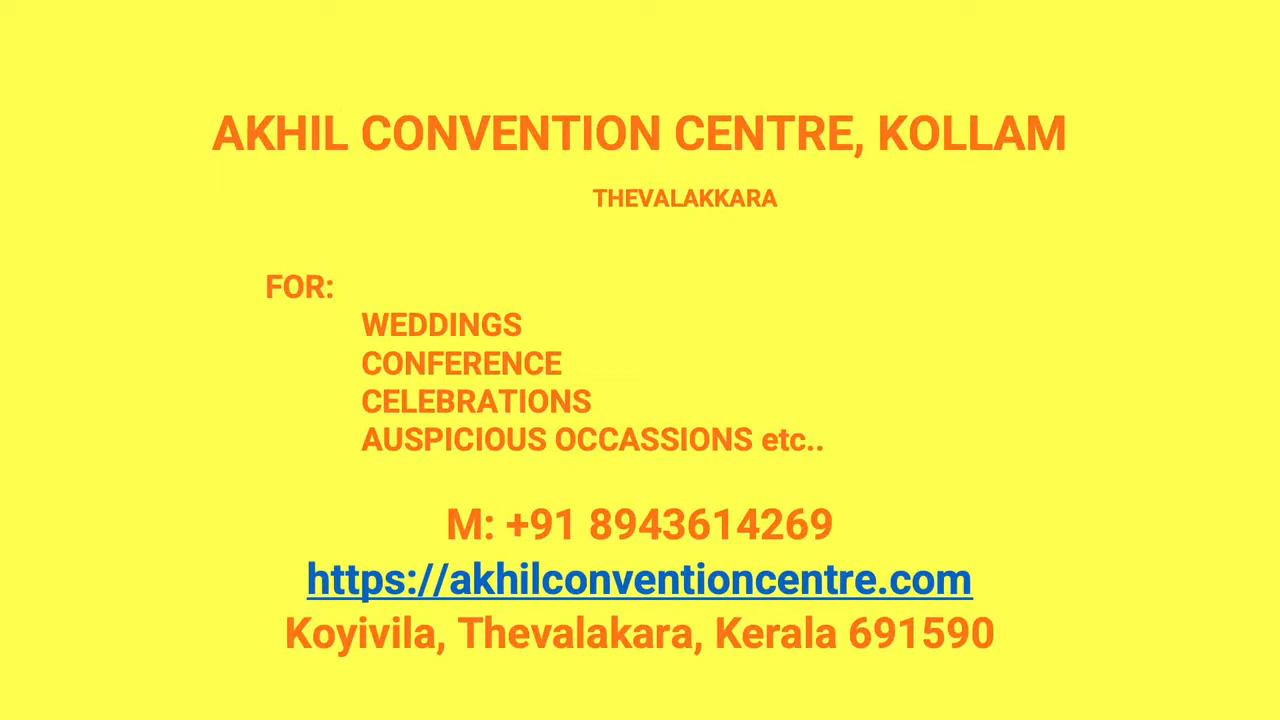 AKHIL CONVENTION CENTRE, KOLLAM
THEVALAKKARA
FOR:
WEDDINGS
CONFERENCE
CELEBRATIONS
AUSPICIOUS OCCASSIONS etc..
M: +91 8943614269
https://akhilconventioncentre.com
Koyivila, Thevalakara, Kerala 691590